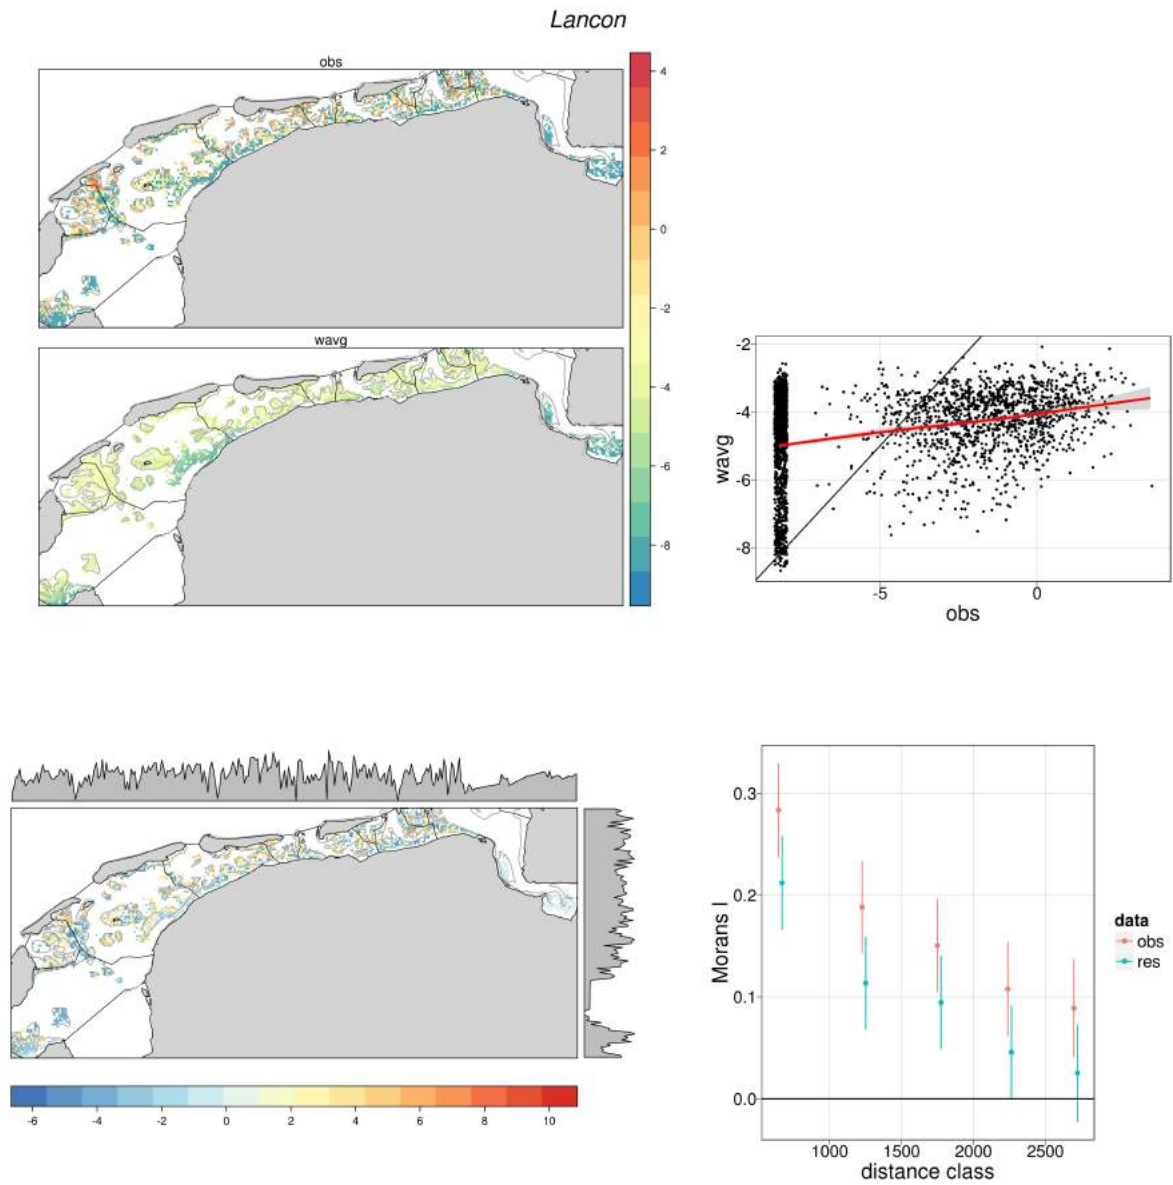 Lancon
obs
4
2
0
-2
-4
-6
-8
wavg
-2
-4
-6
-8
wavg
-5 0
obs
-6 -4 -2 0 2 4 6 8 10
0.3
0.2
0.1
0.0
Morans I
1000 1500 2000 2500
distance class
data
obs
res